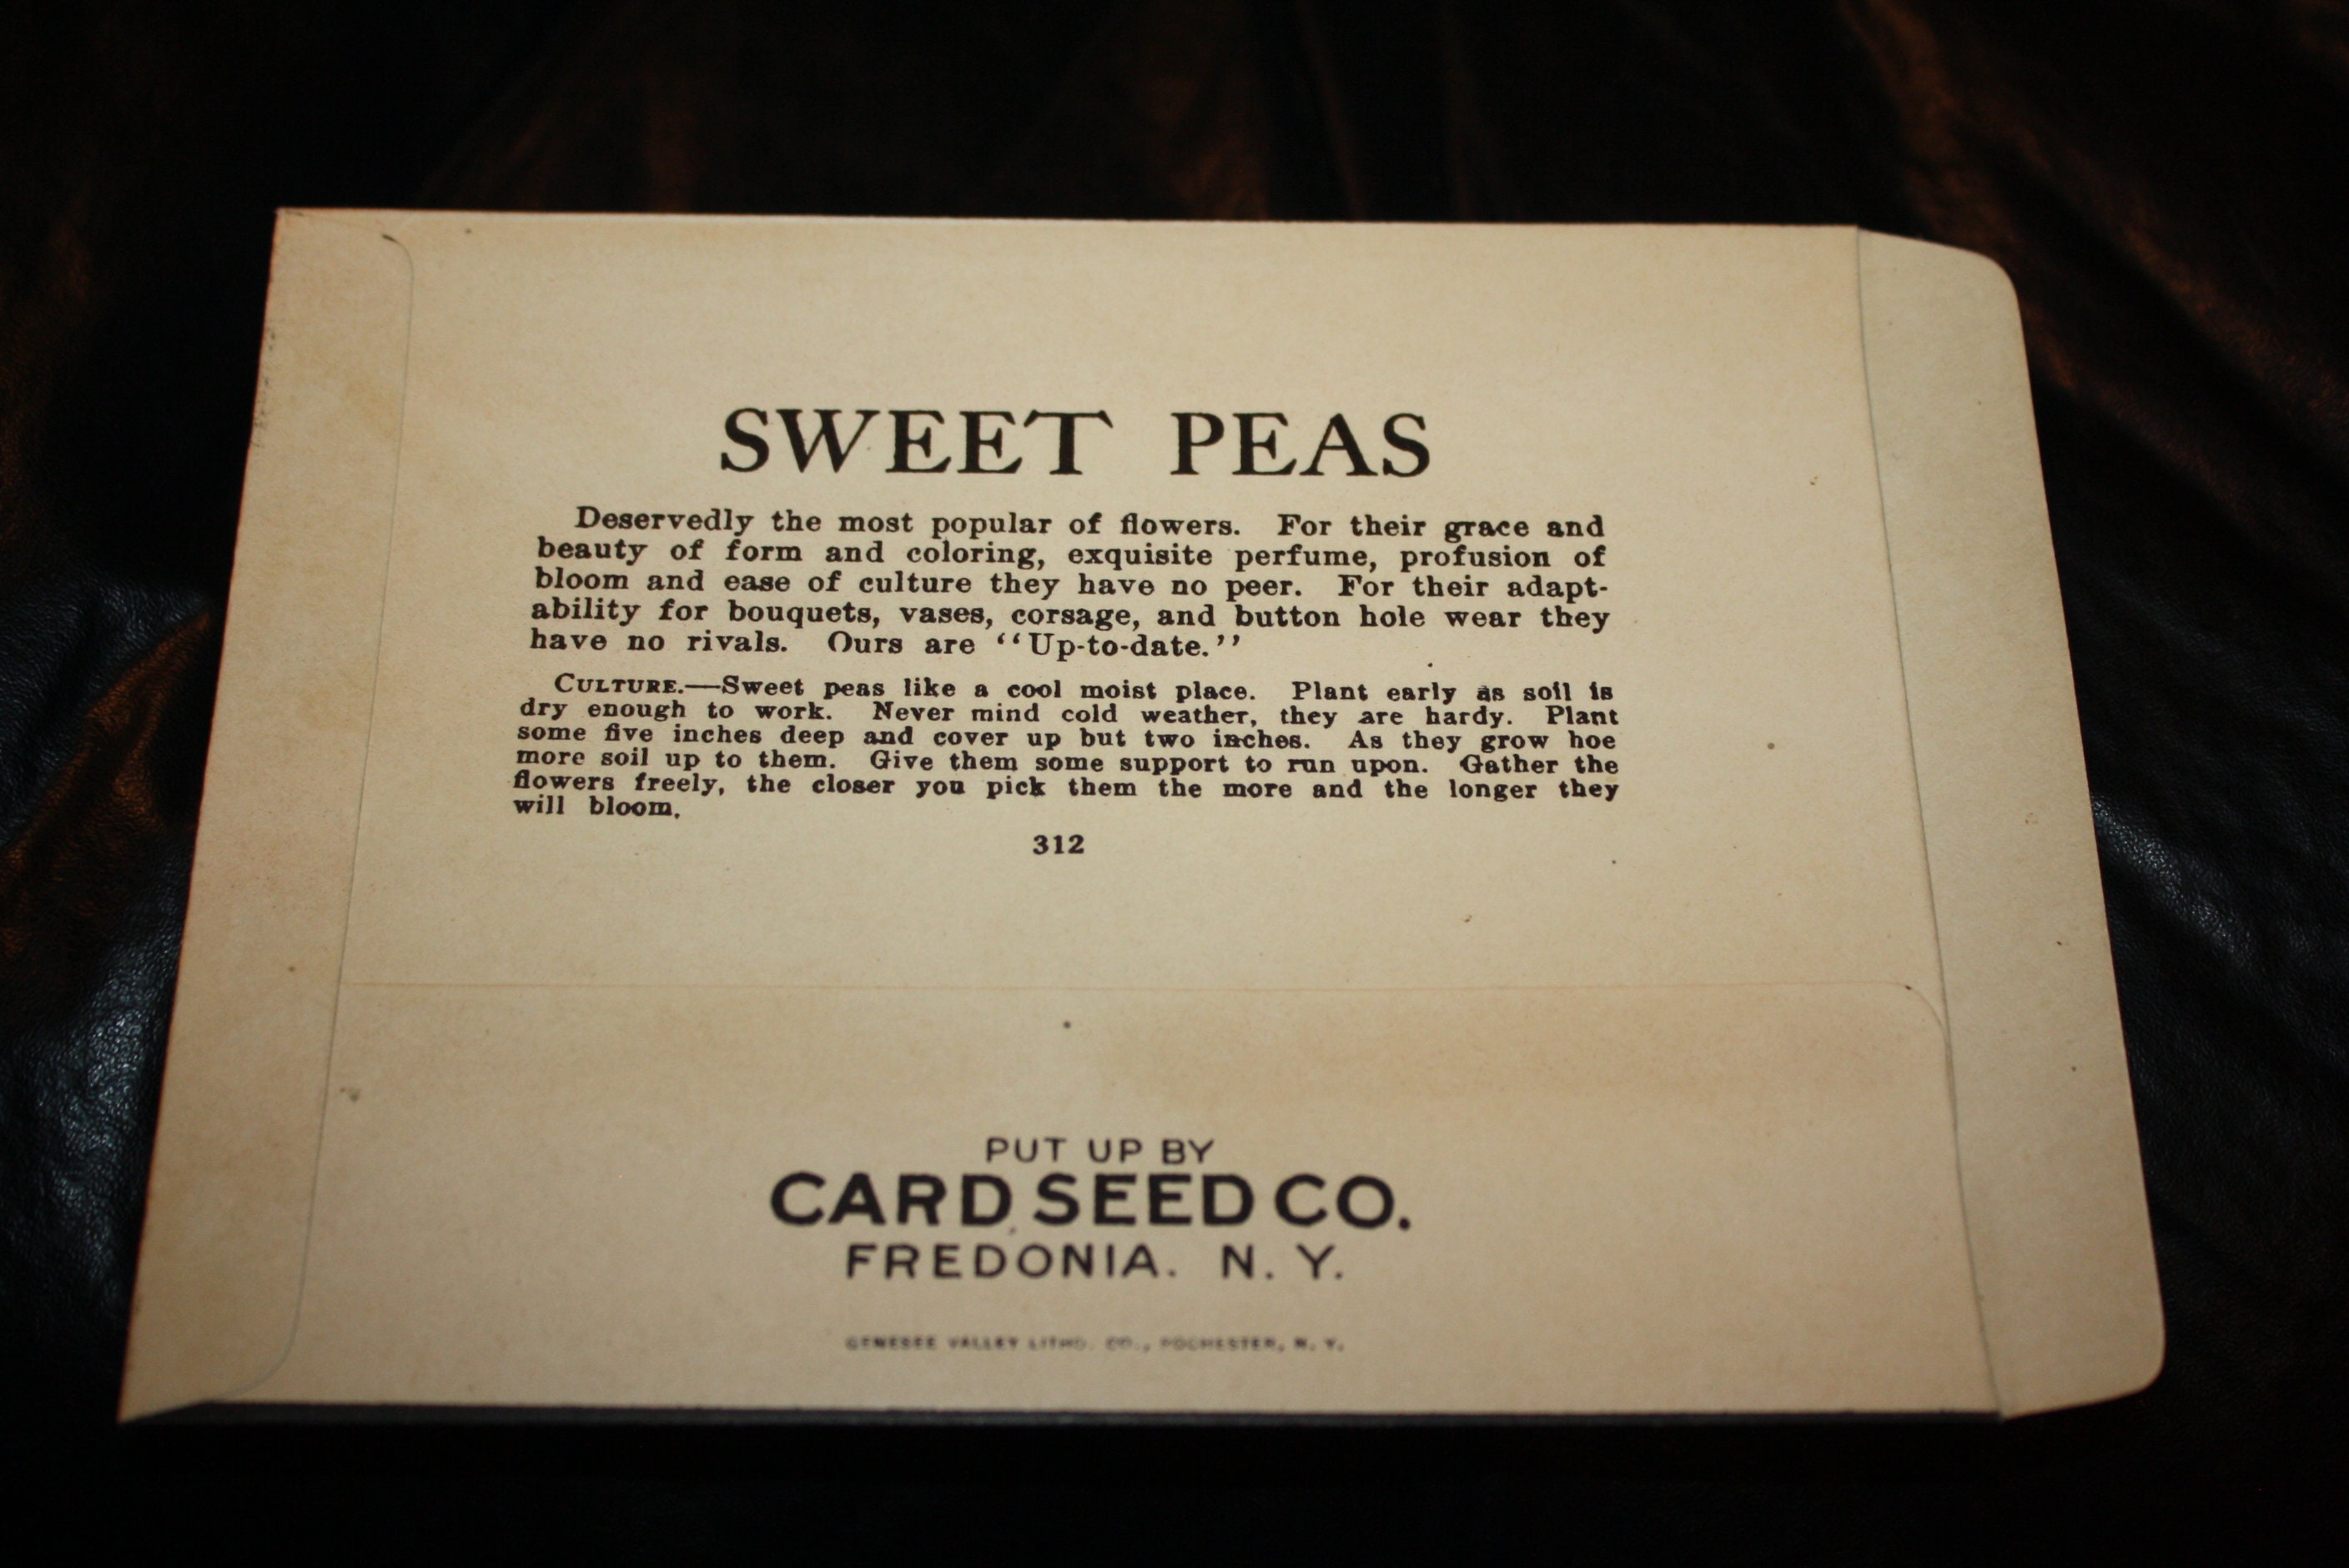 SWEET PEAS
Deservedly the most popular of flowers. For their grace and
beauty of form and coloring, exquisite perfume, profusion of
bloom and ease of culture they have no peer. For their adapt-
ability for bouquets, vases, corsage, and button hole wear they
have no rivals. Ours are “Up-to-date.”
CULTURE.—Sweet peas like a cool moist place. Plant early as soil is
dry enough to work. Never mind cold weather, they are hardy. Plant
some five inches deep and cover up but two inches. As they grow hoe
more soil up to them. Give them some support to run upon. Gather the
flowers freely, the closer you pick them the more and the longer they
will bloom.
312
PUT UP BY
CARD SEED CO.
FREDONIA. N. Y.
GENESEE VALLEY LITHO. CO., ROCHESTER, N. Y.